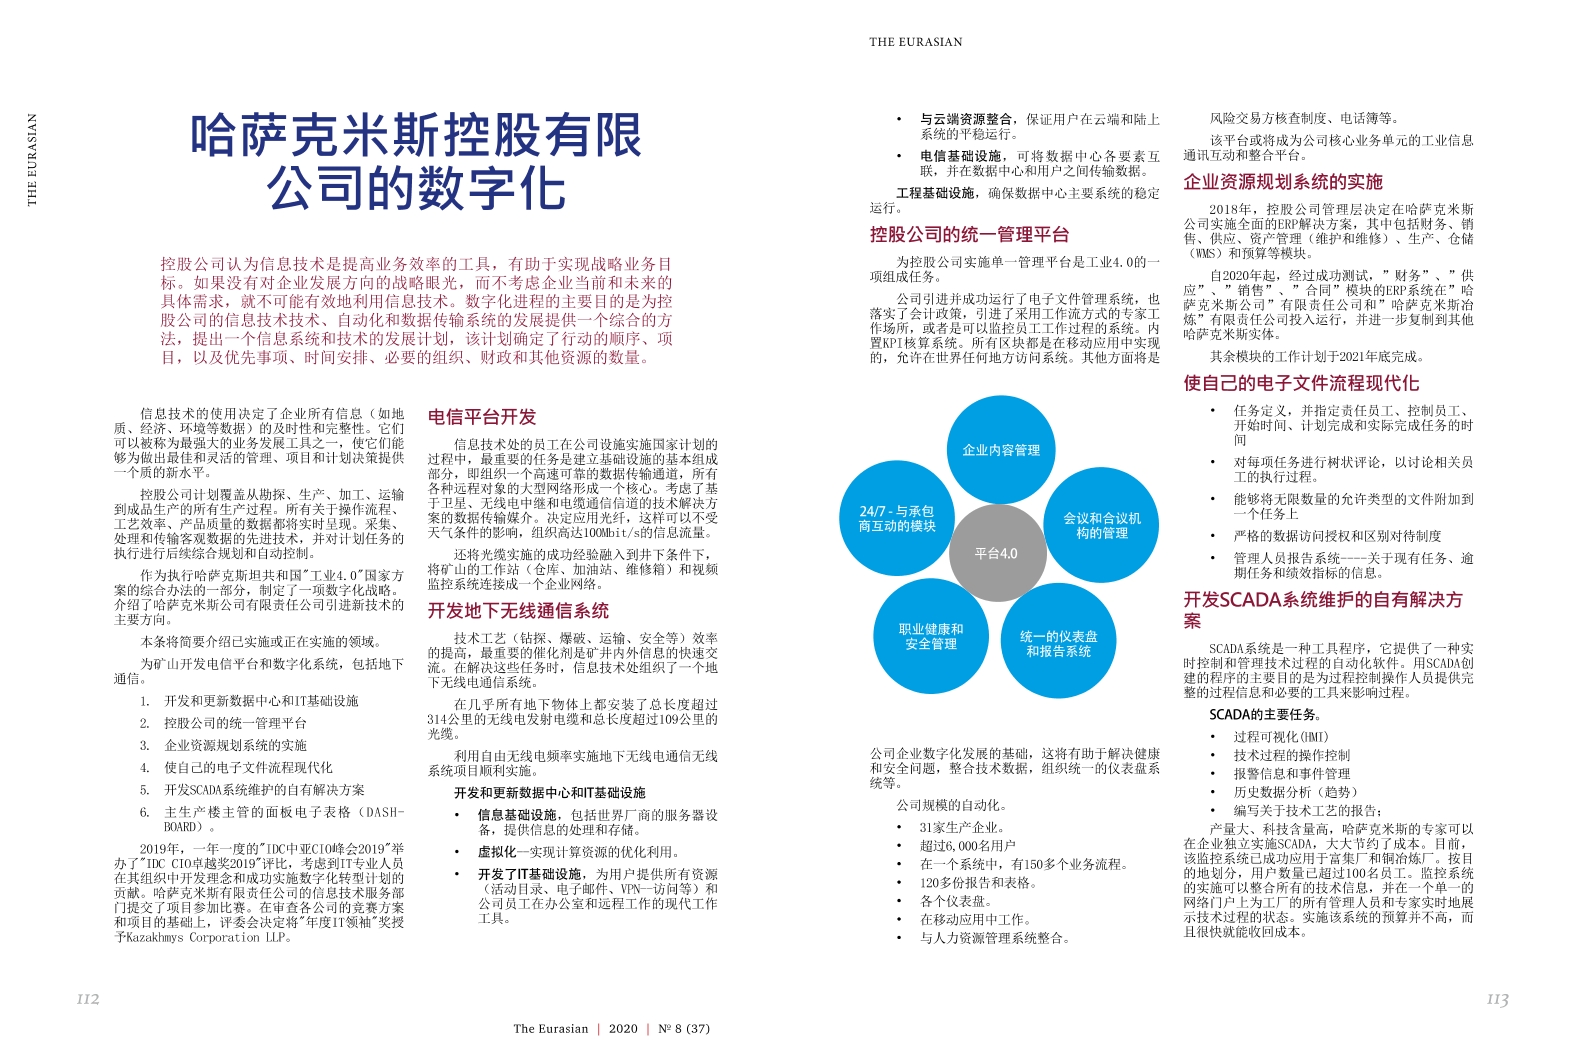 THE EURASIAN
哈萨克米斯控股有限
公司的数字化
控股公司认为信息技术是提高业务效率的工具，有助于实现战略业务目
标。如果没有对企业发展方向的战略眼光，而不考虑企业当前和未来的
具体需求，就不可能有效地利用信息技术。数字化进程的主要目的是为控
股公司的信息技术技术、自动化和数据传输系统的发展提供一个综合的方
法，提出一个信息系统和技术的发展计划，该计划确定了行动的顺序、项
目，以及优先事项、时间安排、必要的组织、财政和其他资源的数量。
信息技术的使用决定了企业所有信息（如地
质、经济、环境等数据）的及时性和完整性。它们
可以被称为最强大的业务发展工具之一，使它们能
够为做出最佳和灵活的管理、项目和计划决策提供
一个质的新水平。
控股公司计划覆盖从勘探、生产、加工、运输
到成品生产的所有生产过程。所有关于操作流程、
工艺效率、产品质量的数据都将实时呈现。采集、
处理和传输客观数据的先进技术，并对计划任务的
执行进行后续综合规划和自动控制。
作为执行哈萨克斯坦共和国"工业4.0"国家方
案的综合办法的一部分，制定了一项数字化战略。
介绍了哈萨克米斯公司有限责任公司引进新技术的
主要方向。
本条将简要介绍已实施或正在实施的领域。
为矿山开发电信平台和数字化系统，包括地下
通信。
1. 开发和更新数据中心和IT基础设施
2. 控股公司的统一管理平台
3. 企业资源规划系统的实施
4. 使自己的电子文件流程现代化
5. 开发SCADA系统维护的自有解决方案
6. 主生产楼主管的面板电子表格（DASH-
BOARD）。
2019年，一年一度的"IDC中亚CIO峰会2019"举
办了"IDC CIO卓越奖2019"评比，考虑到IT专业人员
在其组织中开发理念和成功实施数字化转型计划的
贡献。哈萨克米斯有限责任公司的信息技术服务部
门提交了项目参加比赛。在审查各公司的竞赛方案
和项目的基础上，评委会决定将"年度IT领袖"奖授
予Kazakhmys Corporation LLP。
电信平台开发
信息技术处的员工在公司设施实施国家计划的
过程中，最重要的任务是建立基础设施的基本组成
部分，即组织一个高速可靠的数据传输通道，所有
各种远程对象的大型网络形成一个核心。考虑了基
于卫星、无线电中继和电缆通信信道的技术解决方
案的数据传输媒介。决定应用光纤，这样可以不受
天气条件的影响，组织高达100Mbit/s的信息流量。
还将光缆实施的成功经验融入到井下条件下，
将矿山的工作站（仓库、加油站、维修箱）和视频
监控系统连接成一个企业网络。
开发地下无线通信系统
技术工艺（钻探、爆破、运输、安全等）效率
的提高，最重要的催化剂是矿井内外信息的快速交
流。在解决这些任务时，信息技术处组织了一个地
下无线电通信系统。
在几乎所有地下物体上都安装了总长度超过
314公里的无线电发射电缆和总长度超过109公里的
光缆。
利用自由无线电频率实施地下无线电通信无线
系统项目顺利实施。
开发和更新数据中心和IT基础设施
• 信息基础设施，包括世界厂商的服务器设
备，提供信息的处理和存储。
• 虚拟化—实现计算资源的优化利用。
• 开发了IT基础设施，为用户提供所有资源
（活动目录、电子邮件、VPN—访问等）和
公司员工在办公室和远程工作的现代工作
工具。
112
The Eurasian | 2020 | № 8 (37)
THE EURASIAN
• 与云端资源整合，保证用户在云端和陆上
系统的平稳运行。
• 电信基础设施，可将数据中心各要素互
联，并在数据中心和用户之间传输数据。
工程基础设施，确保数据中心主要系统的稳定
运行。
控股公司的统一管理平台
为控股公司实施单一管理平台是工业4.0的一
项组成任务。
公司引进并成功运行了电子文件管理系统，也
落实了会计政策，引进了采用工作流方式的专家工
作场所，或者是可以监控员工工作过程的系统。内
置KPI核算系统。所有区块都是在移动应用中实现
的，允许在世界任何地方访问系统。其他方面将是
企业内容管理
24/7 - 与承包
商互动的模块
会议和合议机
构的管理
平台4.0
职业健康和
安全管理
统一的仪表盘
和报告系统
公司企业数字化发展的基础，这将有助于解决健康
和安全问题，整合技术数据，组织统一的仪表盘系
统等。
公司规模的自动化。
• 31家生产企业。
• 超过6,000名用户
• 在一个系统中，有150多个业务流程。
• 120多份报告和表格。
• 各个仪表盘。
• 在移动应用中工作。
• 与人力资源管理系统整合。
风险交易方核查制度、电话簿等。
该平台或将成为公司核心业务单元的工业信息
通讯互动和整合平台。
企业资源规划系统的实施
2018年，控股公司管理层决定在哈萨克米斯
公司实施全面的ERP解决方案，其中包括财务、销
售、供应、资产管理（维护和维修）、生产、仓储
（WMS）和预算等模块。
自2020年起，经过成功测试，”财务”、”供
应”、”销售”、”合同”模块的ERP系统在”哈
萨克米斯公司”有限责任公司和”哈萨克米斯冶
炼”有限责任公司投入运行，并进一步复制到其他
哈萨克米斯实体。
其余模块的工作计划于2021年底完成。
使自己的电子文件流程现代化
• 任务定义，并指定责任员工、控制员工、
开始时间、计划完成和实际完成任务的时
间
• 对每项任务进行树状评论，以讨论相关员
工的执行过程。
• 能够将无限数量的允许类型的文件附加到
一个任务上
• 严格的数据访问授权和区别对待制度
• 管理人员报告系统----关于现有任务、逾
期任务和绩效指标的信息。
开发SCADA系统维护的自有解决方
案
SCADA系统是一种工具程序，它提供了一种实
时控制和管理技术过程的自动化软件。用SCADA创
建的程序的主要目的是为过程控制操作人员提供完
整的过程信息和必要的工具来影响过程。
SCADA的主要任务。
• 过程可视化(HMI)
• 技术过程的操作控制
• 报警信息和事件管理
• 历史数据分析（趋势）
• 编写关于技术工艺的报告；
产量大、科技含量高，哈萨克米斯的专家可以
在企业独立实施SCADA，大大节约了成本。目前，
该监控系统已成功应用于富集厂和铜冶炼厂。按目
的地划分，用户数量已超过100名员工。监控系统
的实施可以整合所有的技术信息，并在一个单一的
网络门户上为工厂的所有管理人员和专家实时地展
示技术过程的状态。实施该系统的预算并不高，而
且很快就能收回成本。
113